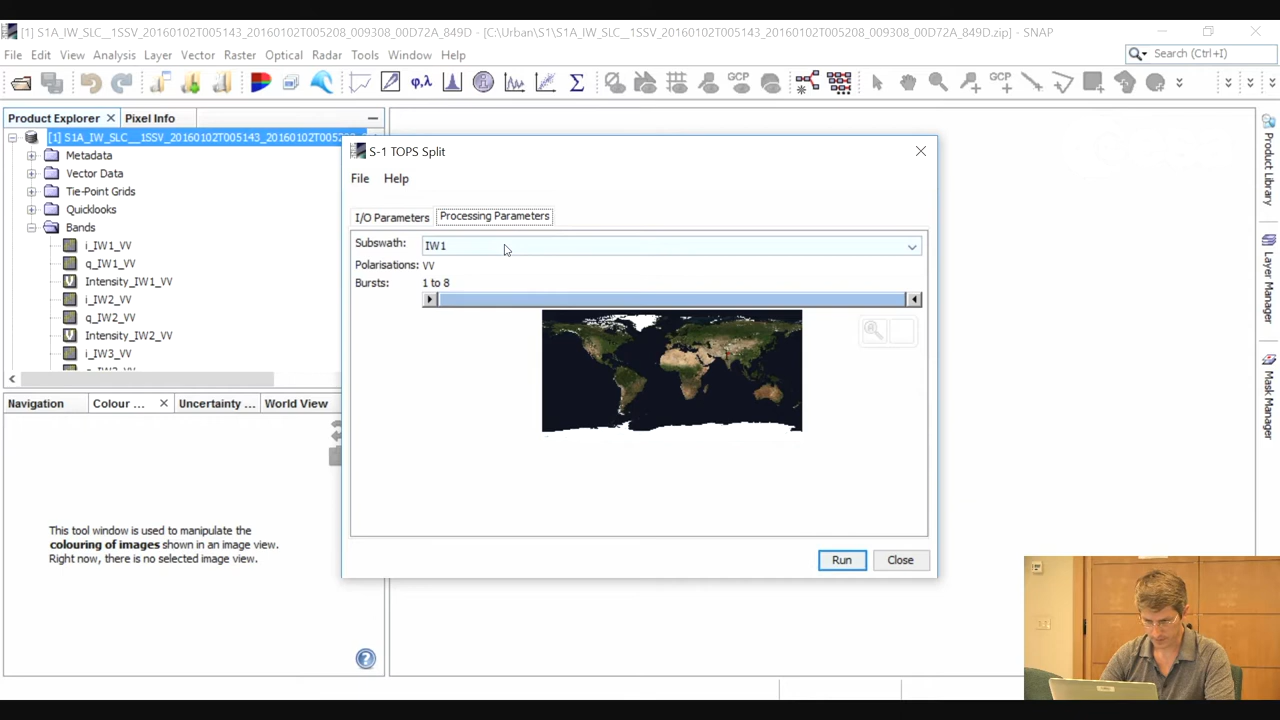 [1] S1A_IW_SLC__1SSV_20160102T005143_20160102T005208_009308_00D72A_849D - [C:\Urban\S1\S1A_IW_SLC__1SSV_20160102T005143_20160102T005208_009308_00D72A_849D.zip] - SNAP
File Edit View Analysis Layer Vector Raster Optical Radar Tools Window Help
Search (Ctrl+I)
φ,λ Σ GCP GCP
Product Explorer Pixel Info
[1] S1A_IW_SLC__1SSV_20160102T005143_20160102T005208_
Metadata
Vector Data
Tie-Point Grids
Quicklooks
Bands
i_IW1_VV
q_IW1_VV
Intensity_IW1_VV
i_IW2_VV
q_IW2_VV
Intensity_IW2_VV
i_IW3_VV
Navigation Colour ... Uncertainty ... World View
This tool window is used to manipulate the
colouring of images shown in an image view.
Right now, there is no selected image view.
S-1 TOPS Split
File Help
I/O Parameters Processing Parameters
Subswath: IW1
Polarisations: VV
Bursts: 1 to 8
Run Close
Product Library
Layer Manager
Mask Manager